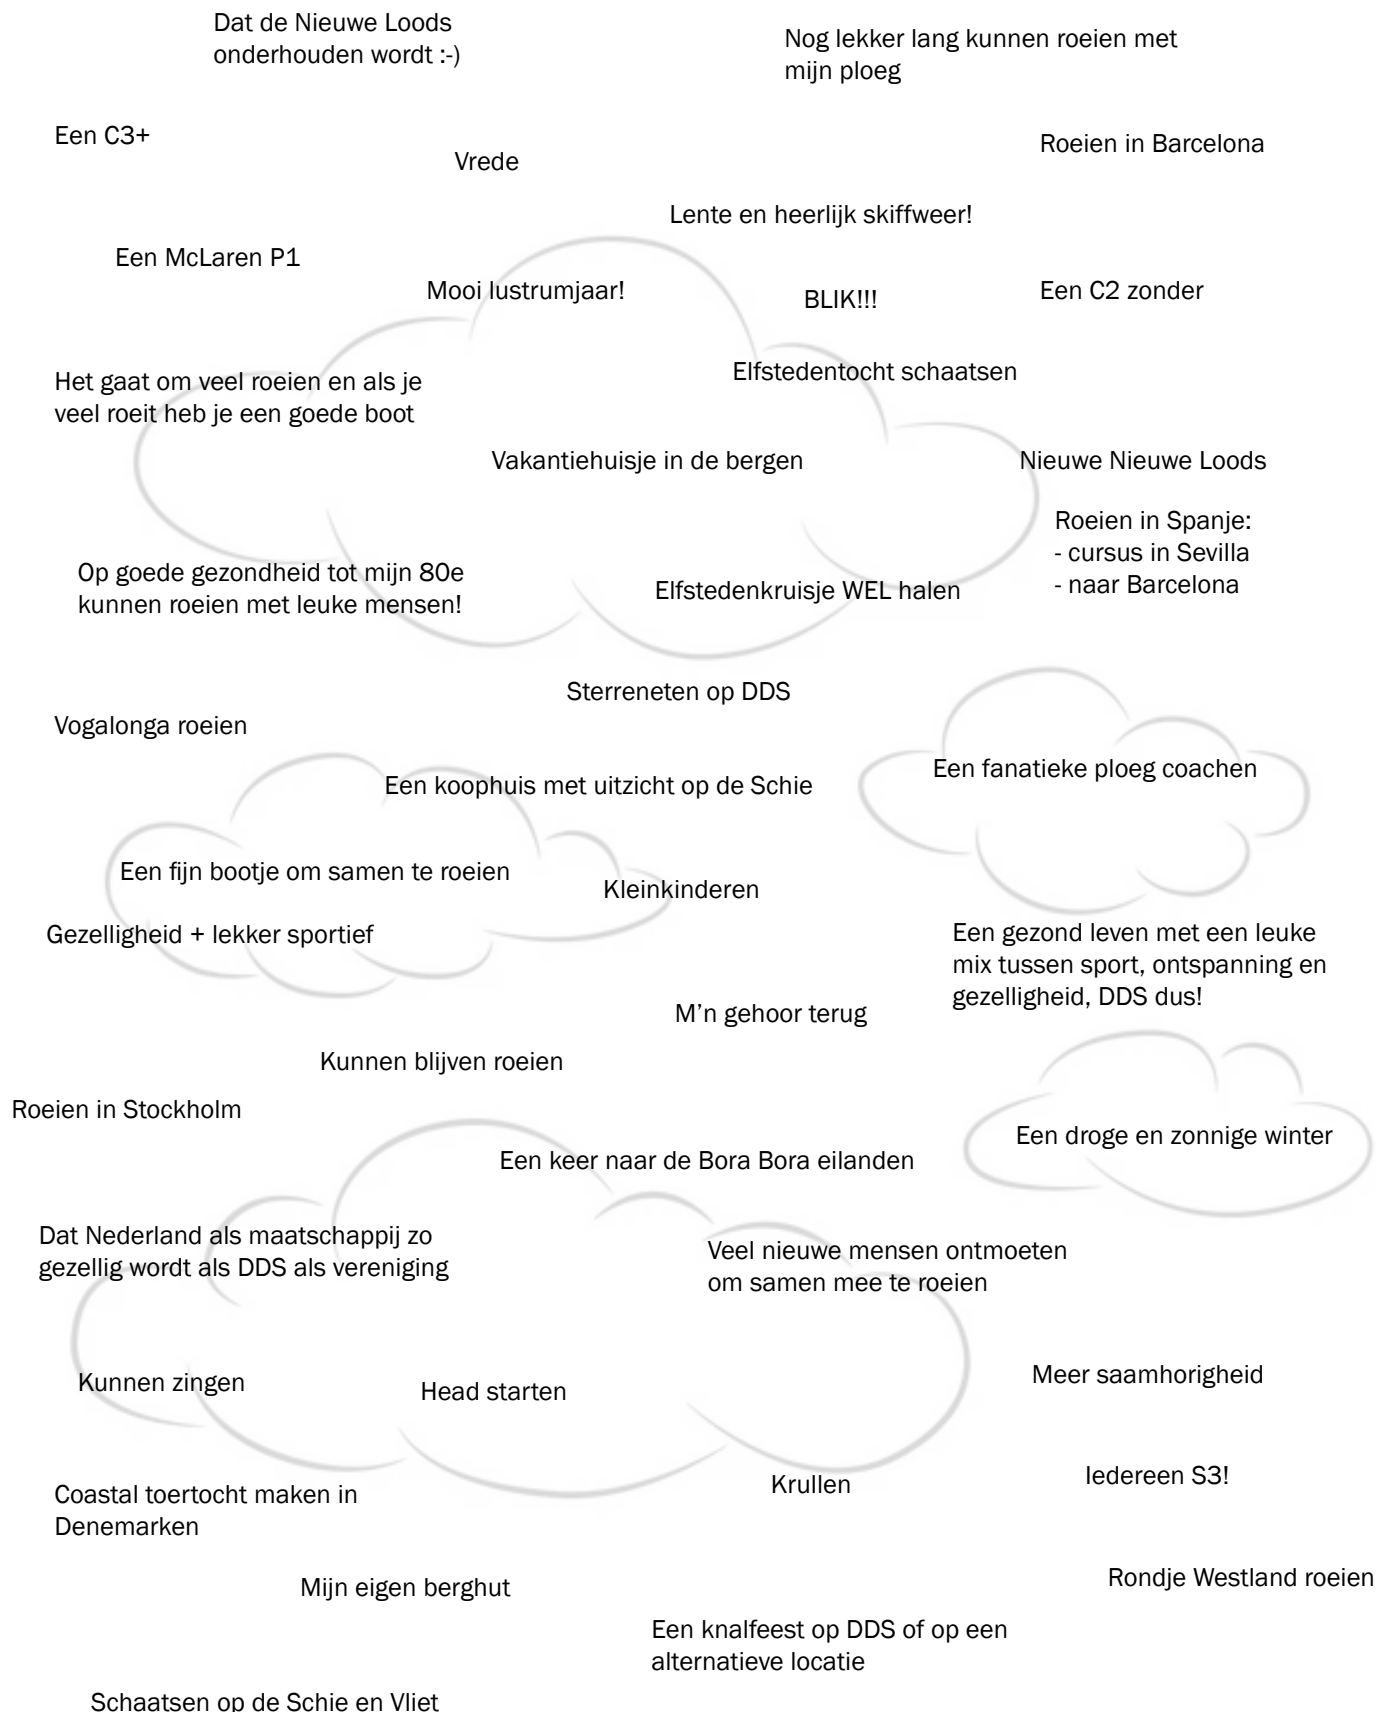 Dat de Nieuwe Loods
onderhouden wordt :-)
Nog lekker lang kunnen roeien met
mijn ploeg
Een C3+
Vrede
Roeien in Barcelona
Lente en heerlijk skiffweer!
Een McLaren P1
Mooi lustrumjaar!
BLIK!!!
Een C2 zonder
Het gaat om veel roeien en als je
veel roeit heb je een goede boot
Elfstedentocht schaatsen
Vakantiehuisje in de bergen
Nieuwe Nieuwe Loods
Roeien in Spanje:
- cursus in Sevilla
- naar Barcelona
Op goede gezondheid tot mijn 80e
kunnen roeien met leuke mensen!
Elfstedenkruisje WEL halen
Sterreneten op DDS
Vogalonga roeien
Een fanatieke ploeg coachen
Een koophuis met uitzicht op de Schie
Een fijn bootje om samen te roeien
Kleinkinderen
Gezelligheid + lekker sportief
Een gezond leven met een leuke
mix tussen sport, ontspanning en
gezelligheid, DDS dus!
M'n gehoor terug
Kunnen blijven roeien
Roeien in Stockholm
Een droge en zonnige winter
Een keer naar de Bora Bora eilanden
Dat Nederland als maatschappij zo
gezellig wordt als DDS als vereniging
Veel nieuwe mensen ontmoeten
om samen mee te roeien
Kunnen zingen
Head starten
Meer saamhorigheid
Krullen
Iedereen S3!
Coastal toertocht maken in
Denemarken
Mijn eigen berghut
Rondje Westland roeien
Een knalfeest op DDS of op een
alternatieve locatie
Schaatsen op de Schie en Vliet